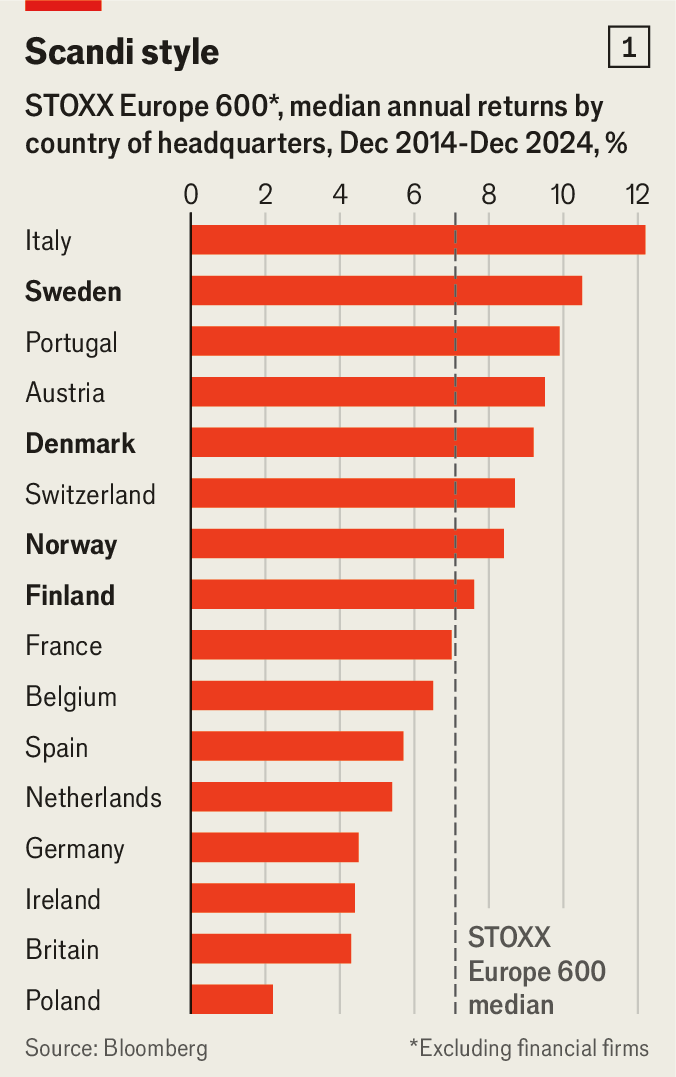 Scandi style
1
STOXX Europe 600*, median annual returns by
country of headquarters, Dec 2014-Dec 2024, %
0 2 4 6 8 10 12
Italy
Sweden
Portugal
Austria
Denmark
Switzerland
Norway
Finland
France
Belgium
Spain
Netherlands
Germany
Ireland
Britain
Poland
STOXX
Europe 600
median
Source: Bloomberg
*Excluding financial firms